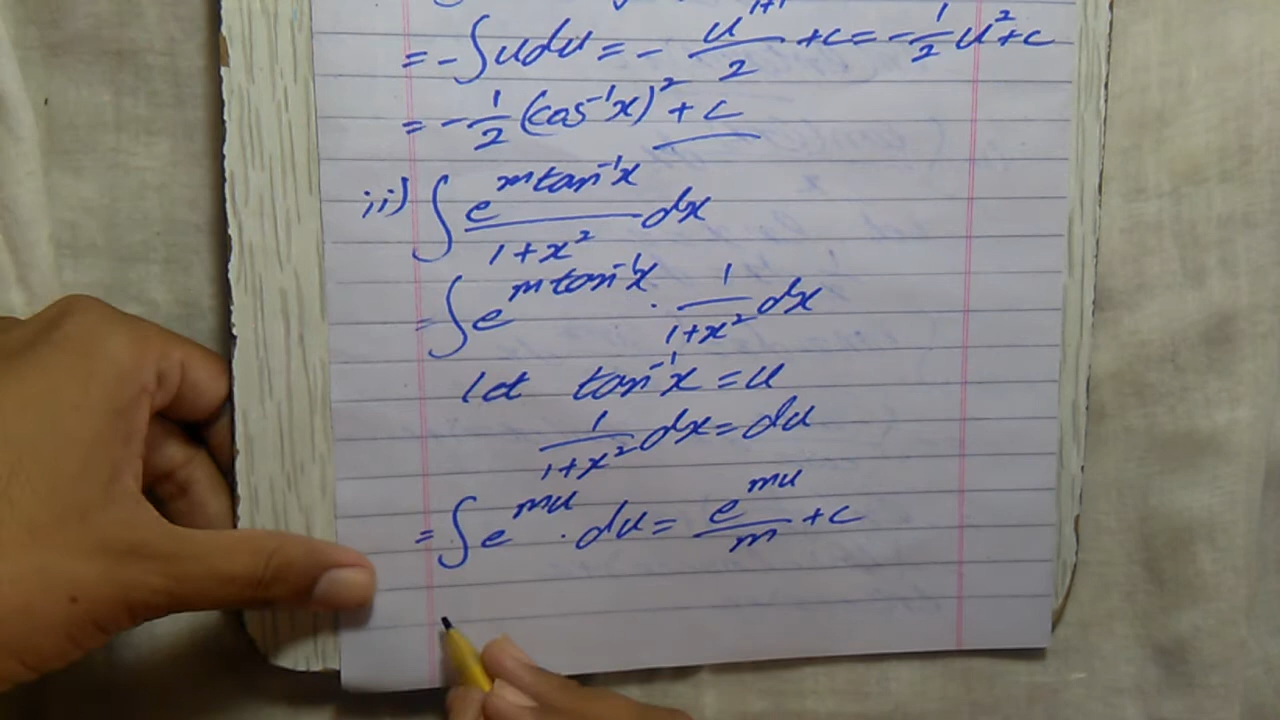 = -∫udu = - u^(1+1)/2 + c = -1/2 u² + c
= -1/2 (cos⁻¹x)² + c
ii) ∫ e^(m tan⁻¹x)/(1+x²) dx
= ∫ e^(m tan⁻¹x) . 1/(1+x²) dx
let tan⁻¹x = u
1/(1+x²) dx = du
= ∫ e^(mu) . du = e^(mu)/m + c